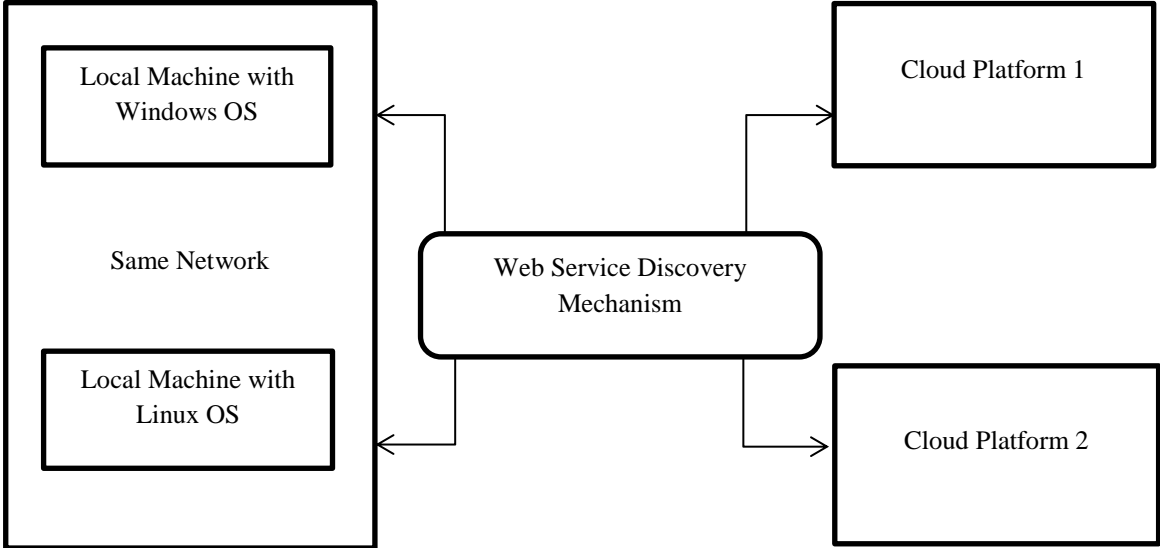 Local Machine with
Windows OS
Same Network
Local Machine with
Linux OS
Web Service Discovery
Mechanism
Cloud Platform 1
Cloud Platform 2